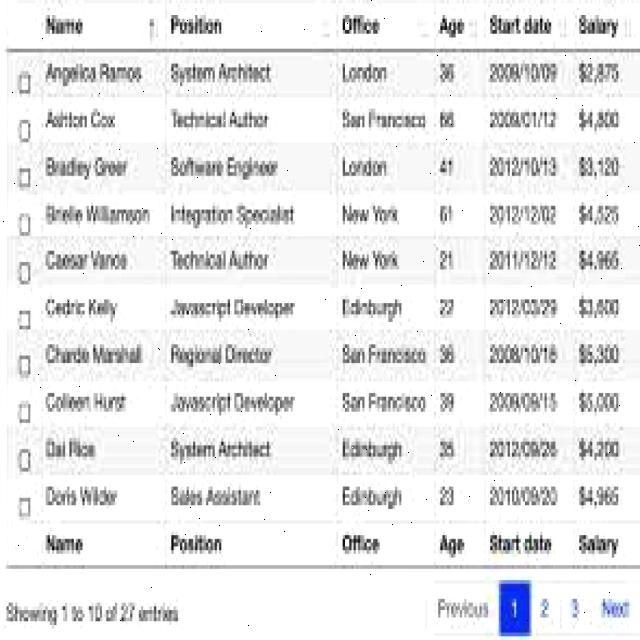 Name Position Office Age Start date Salary
Angelica Ramos System Architect London 36 2009/10/09 $2,875
Ashton Cox Technical Author San Francisco 66 2009/01/12 $4,800
Bradley Greer Software Engineer London 41 2012/10/13 $3,120
Brielle Williamson Integration Specialist New York 61 2012/12/02 $4,525
Caesar Vance Technical Author New York 21 2011/12/12 $4,965
Cedric Kelly Javascript Developer Edinburgh 22 2012/03/29 $3,600
Charde Marshall Regional Director San Francisco 36 2008/10/16 $5,300
Colleen Hurst Javascript Developer San Francisco 39 2009/09/15 $5,000
Dai Rios System Architect Edinburgh 35 2012/09/26 $4,200
Doris Wilder Sales Assistant Edinburgh 23 2010/09/20 $4,965
Name Position Office Age Start date Salary
Showing 1 to 10 of 27 entries Previous 1 2 3 Next